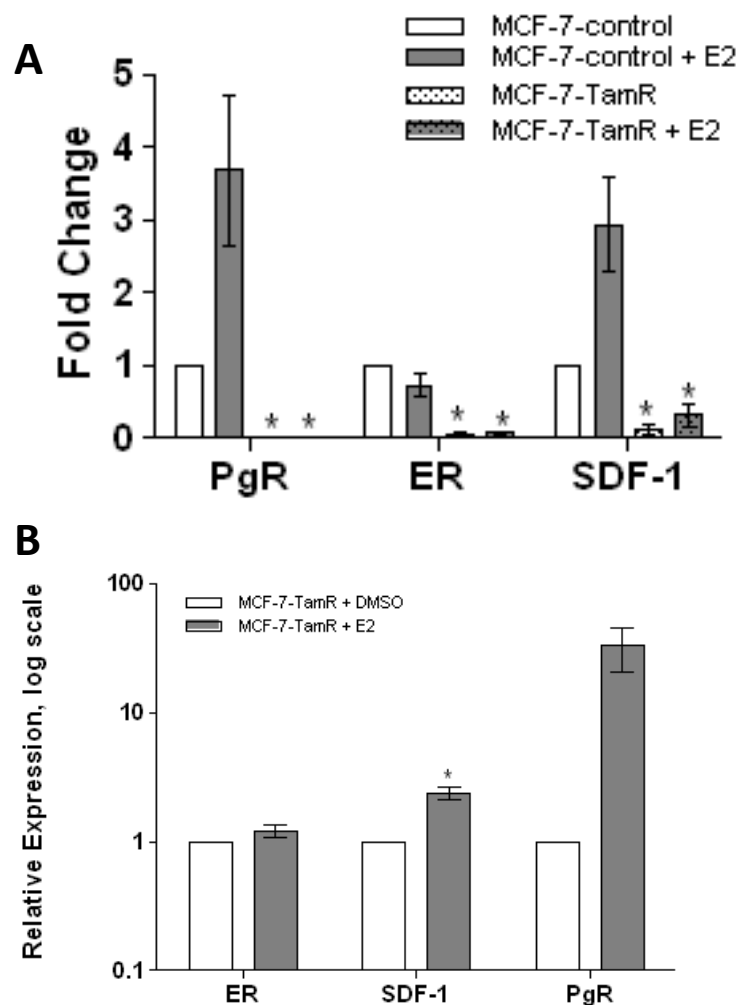 A
MCF-7-control
MCF-7-control + E2
MCF-7-TamR
MCF-7-TamR + E2
Fold Change
5
4
3
2
1
0
* *
* *
* *
PgR ER SDF-1
B
Relative Expression, log scale
MCF-7-TamR + DMSO
MCF-7-TamR + E2
100
10
1
0.1
*
ER SDF-1 PgR